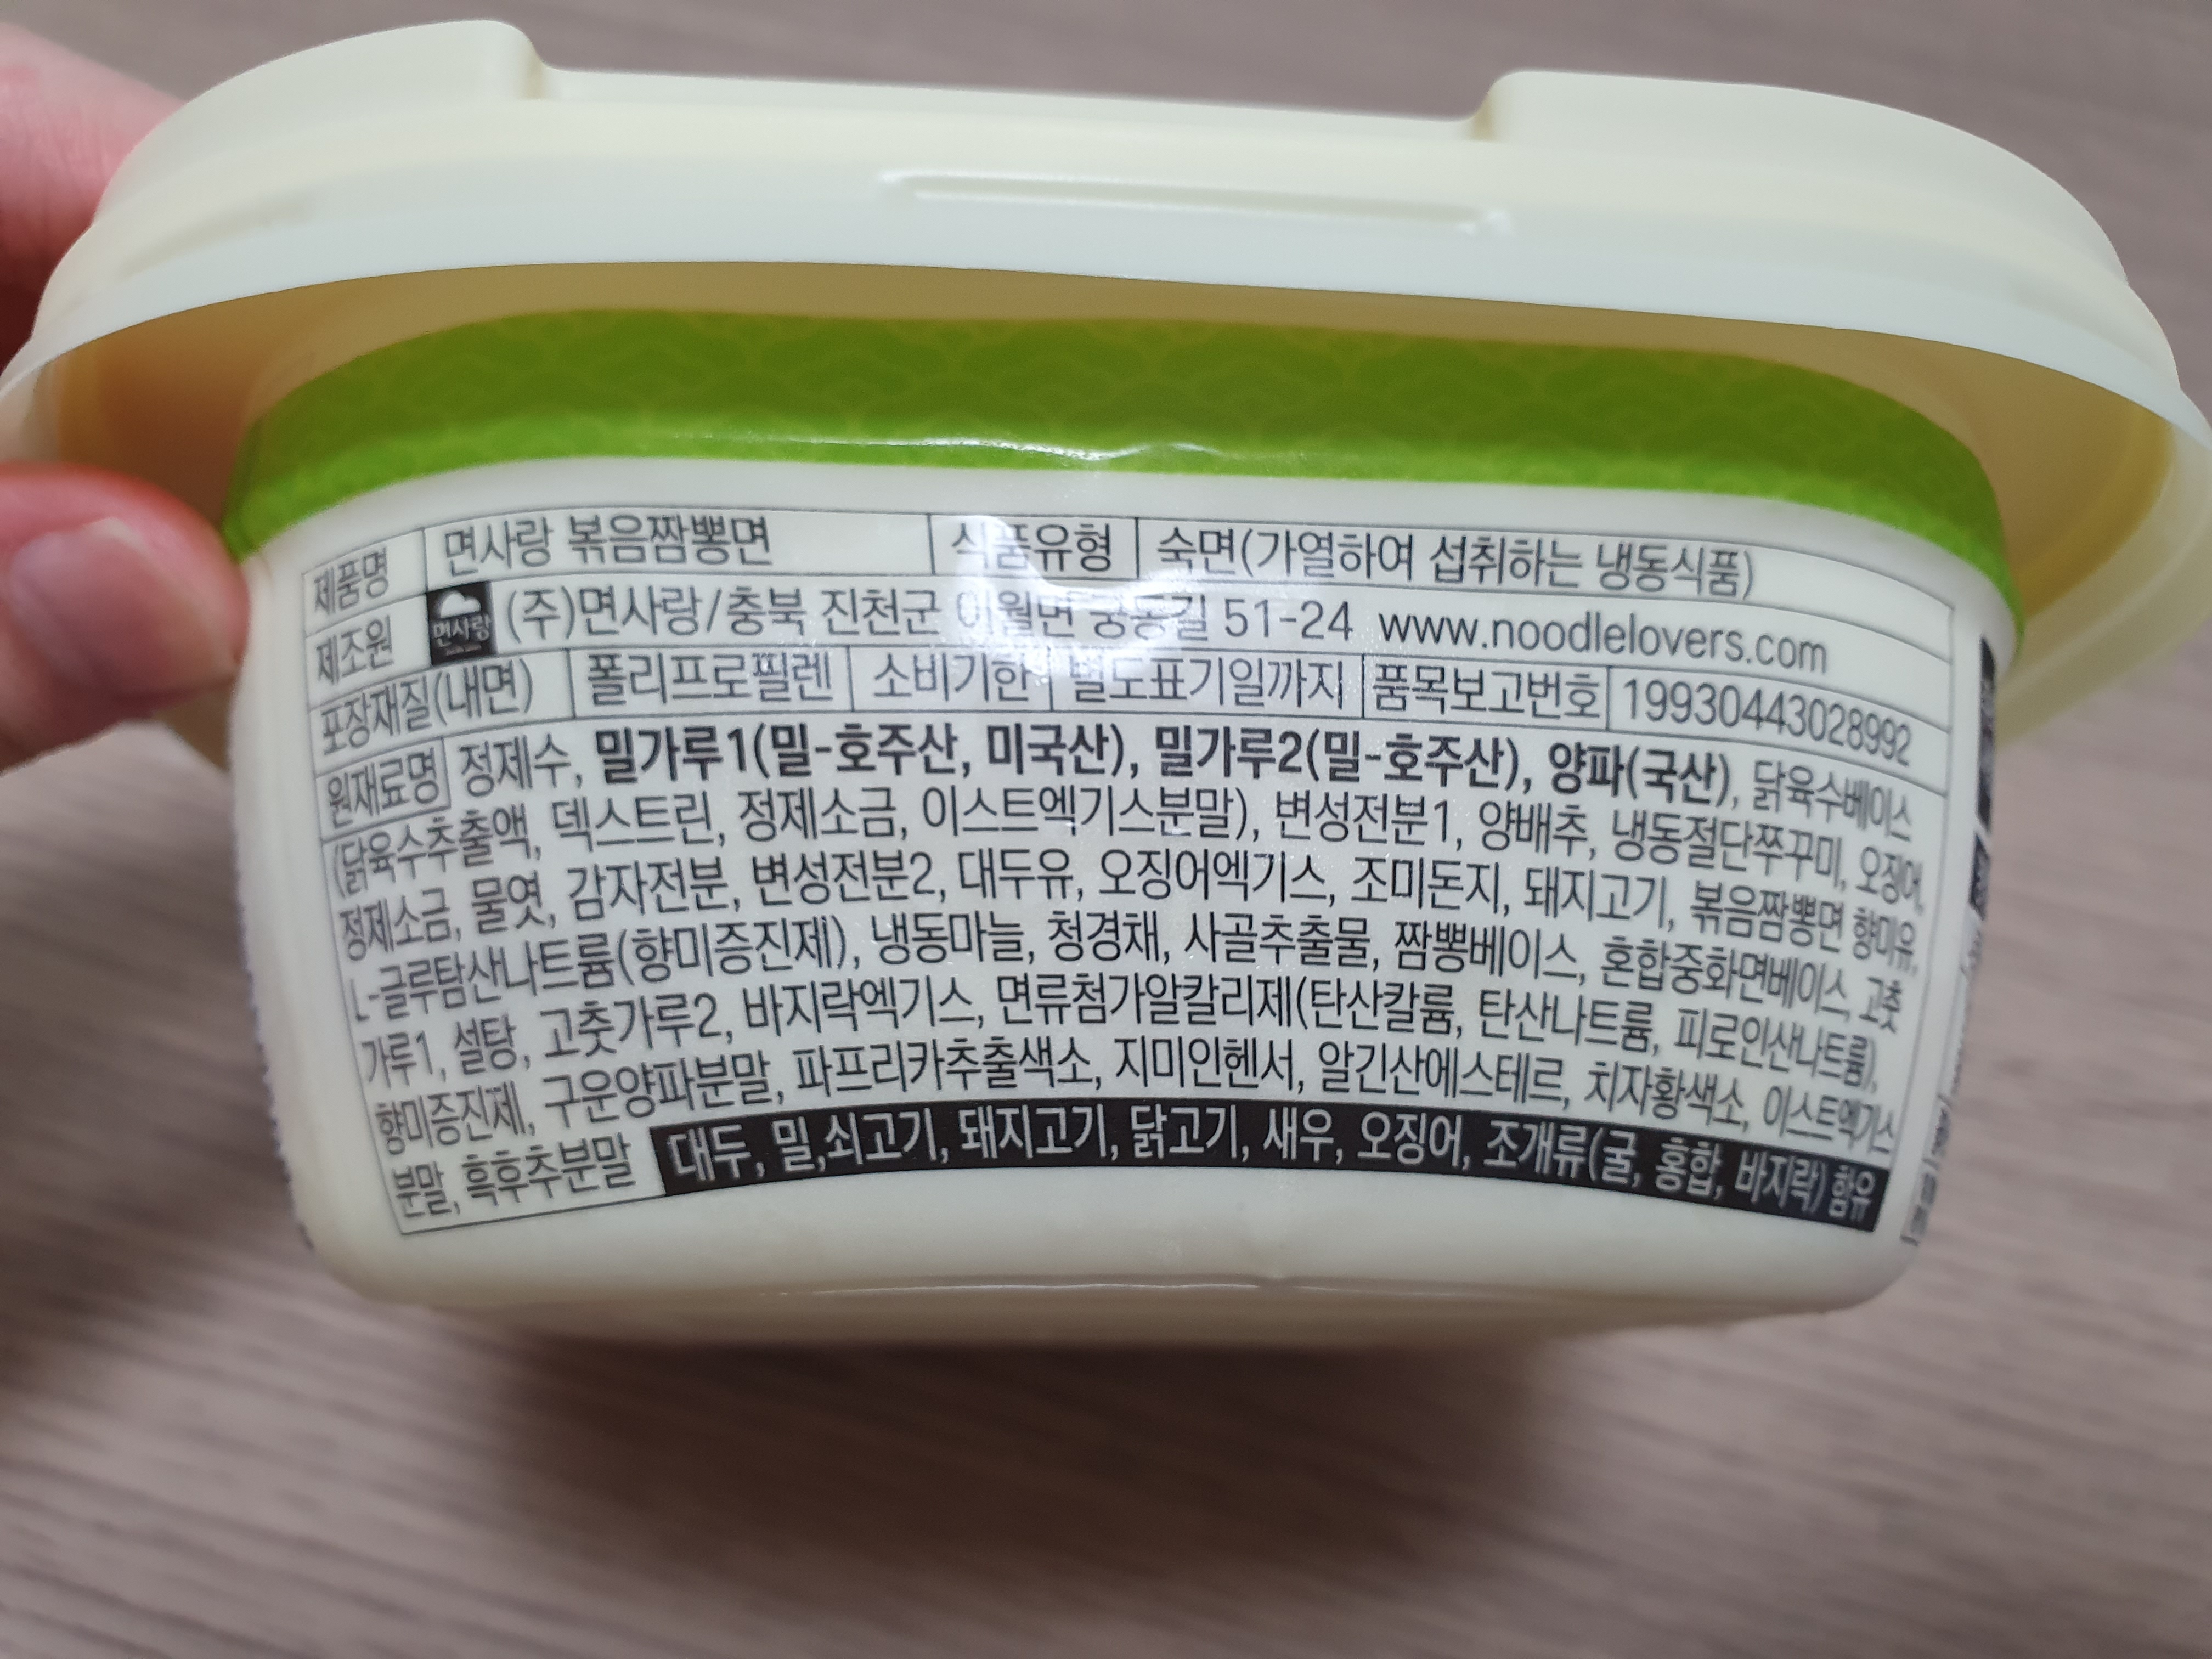 제품명 면사랑 볶음짬뽕면 식품유형 숙면(가열하여 섭취하는 냉동식품)
제조원 면사랑 (주)면사랑/충북 진천군 이월면 궁동길 51-24 www.noodlelovers.com
포장재질(내면) 폴리프로필렌 소비기한 별도표기일까지 품목보고번호 19930443028992
원재료명 정제수, 밀가루1(밀-호주산, 미국산), 밀가루2(밀-호주산), 양파(국산), 닭육수베이스
(닭육수추출액, 덱스트린, 정제소금, 이스트엑기스분말), 변성전분1, 양배추, 냉동절단쭈꾸미, 오징어,
정제소금, 물엿, 감자전분, 변성전분2, 대두유, 오징어엑기스, 조미돈지, 돼지고기, 볶음짬뽕면 향미유,
L-글루탐산나트륨(향미증진제), 냉동마늘, 청경채, 사골추출물, 짬뽕베이스, 혼합중화면베이스, 고춧
가루1, 설탕, 고춧가루2, 바지락엑기스, 면류첨가알칼리제(탄산칼륨, 탄산나트륨, 피로인산나트륨),
향미증진제, 구운양파분말, 파프리카추출색소, 지미인헨서, 알긴산에스테르, 치자황색소, 이스트엑기스
분말, 흑후추분말 대두, 밀,쇠고기, 돼지고기, 닭고기, 새우, 오징어, 조개류(굴, 홍합, 바지락) 함유